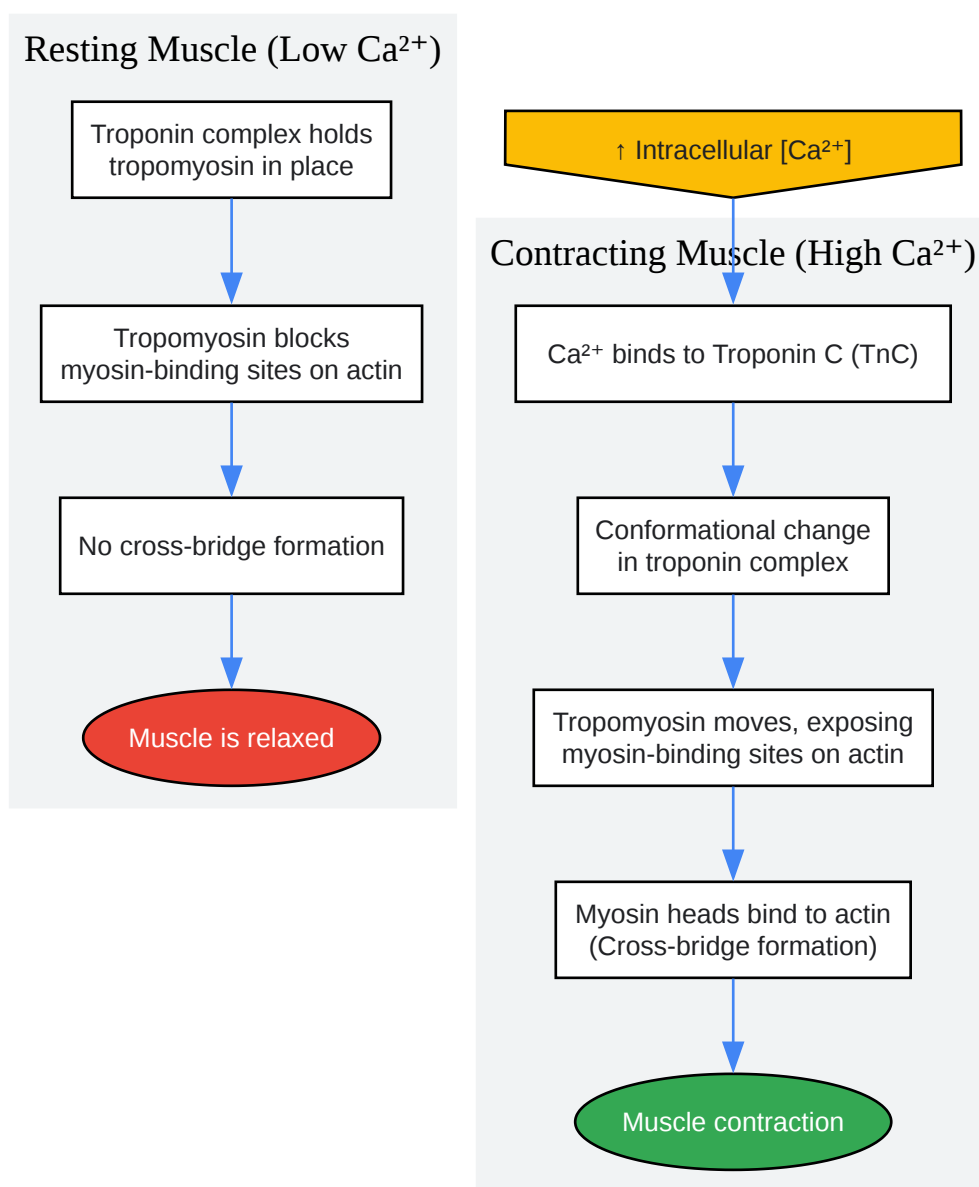 Resting Muscle (Low Ca²⁺)
Troponin complex holds
tropomyosin in place
Tropomyosin blocks
myosin-binding sites on actin
No cross-bridge formation
Muscle is relaxed
↑ Intracellular [Ca²⁺]
Contracting Muscle (High Ca²⁺)
Ca²⁺ binds to Troponin C (TnC)
Conformational change
in troponin complex
Tropomyosin moves, exposing
myosin-binding sites on actin
Myosin heads bind to actin
(Cross-bridge formation)
Muscle contraction